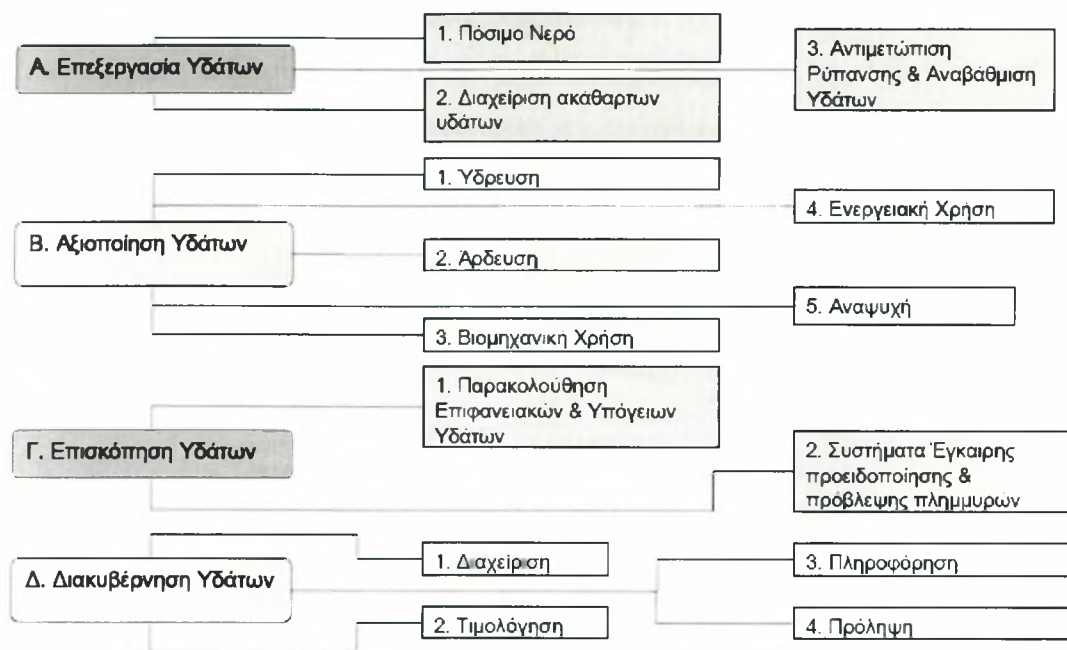 Α. Επεξεργασία Υδάτων
1. Πόσιμο Νερό
2. Διαχείριση ακάθαρτων
υδάτων
3. Αντιμετώπιση
Ρύπανσης & Αναβάθμιση
Υδάτων
Β. Αξιοποίηση Υδάτων
1. Ύδρευση
2. Άρδευση
3. Βιομηχανική Χρήση
4. Ενεργειακή Χρήση
5. Αναψυχή
Γ. Επισκόπηση Υδάτων
1. Παρακολούθηση
Επιφανειακών & Υπόγειων
Υδάτων
2. Συστήματα Έγκαιρης
προειδοποίησης &
πρόβλεψης πλημμυρών
Δ. Διακυβέρνηση Υδάτων
1. Διαχείριση
2. Τιμολόγηση
3. Πληροφόρηση
4. Πρόληψη